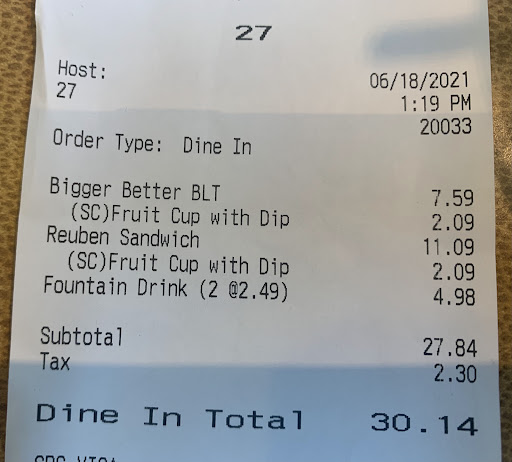 27
Host: 06/18/2021
27 1:19 PM
20033
Order Type: Dine In
Bigger Better BLT 7.59
(SC)Fruit Cup with Dip 2.09
Reuben Sandwich 11.09
(SC)Fruit Cup with Dip 2.09
Fountain Drink (2 @2.49) 4.98
Subtotal 27.84
Tax 2.30
Dine In Total 30.14